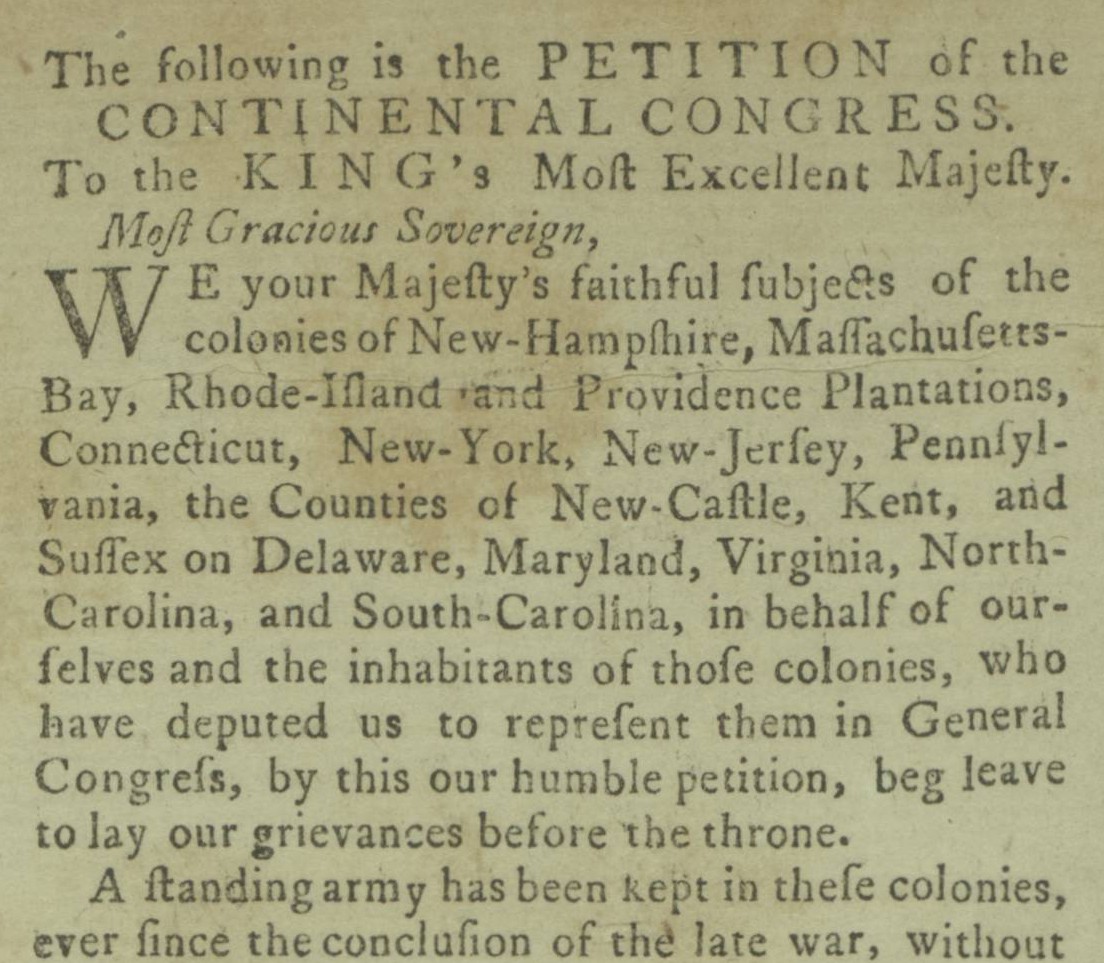 The following is the PETITION of the
CONTINENTAL CONGRESS.
To the KING's Moſt Excellent Majeſty.
Moſt Gracious Sovereign,
WE your Majeſty's faithful ſubjects of the
colonies of New-Hampſhire, Maſſachuſetts-
Bay, Rhode-Iſland and Providence Plantations,
Connecticut, New-York, New-Jerſey, Pennſyl-
vania, the Counties of New-Caſtle, Kent, and
Suſſex on Delaware, Maryland, Virginia, North-
Carolina, and South-Carolina, in behalf of our-
ſelves and the inhabitants of thoſe colonies, who
have deputed us to repreſent them in General
Congreſs, by this our humble petition, beg leave
to lay our grievances before the throne.
A ſtanding army has been kept in theſe colonies,
ever ſince the concluſion of the late war, without